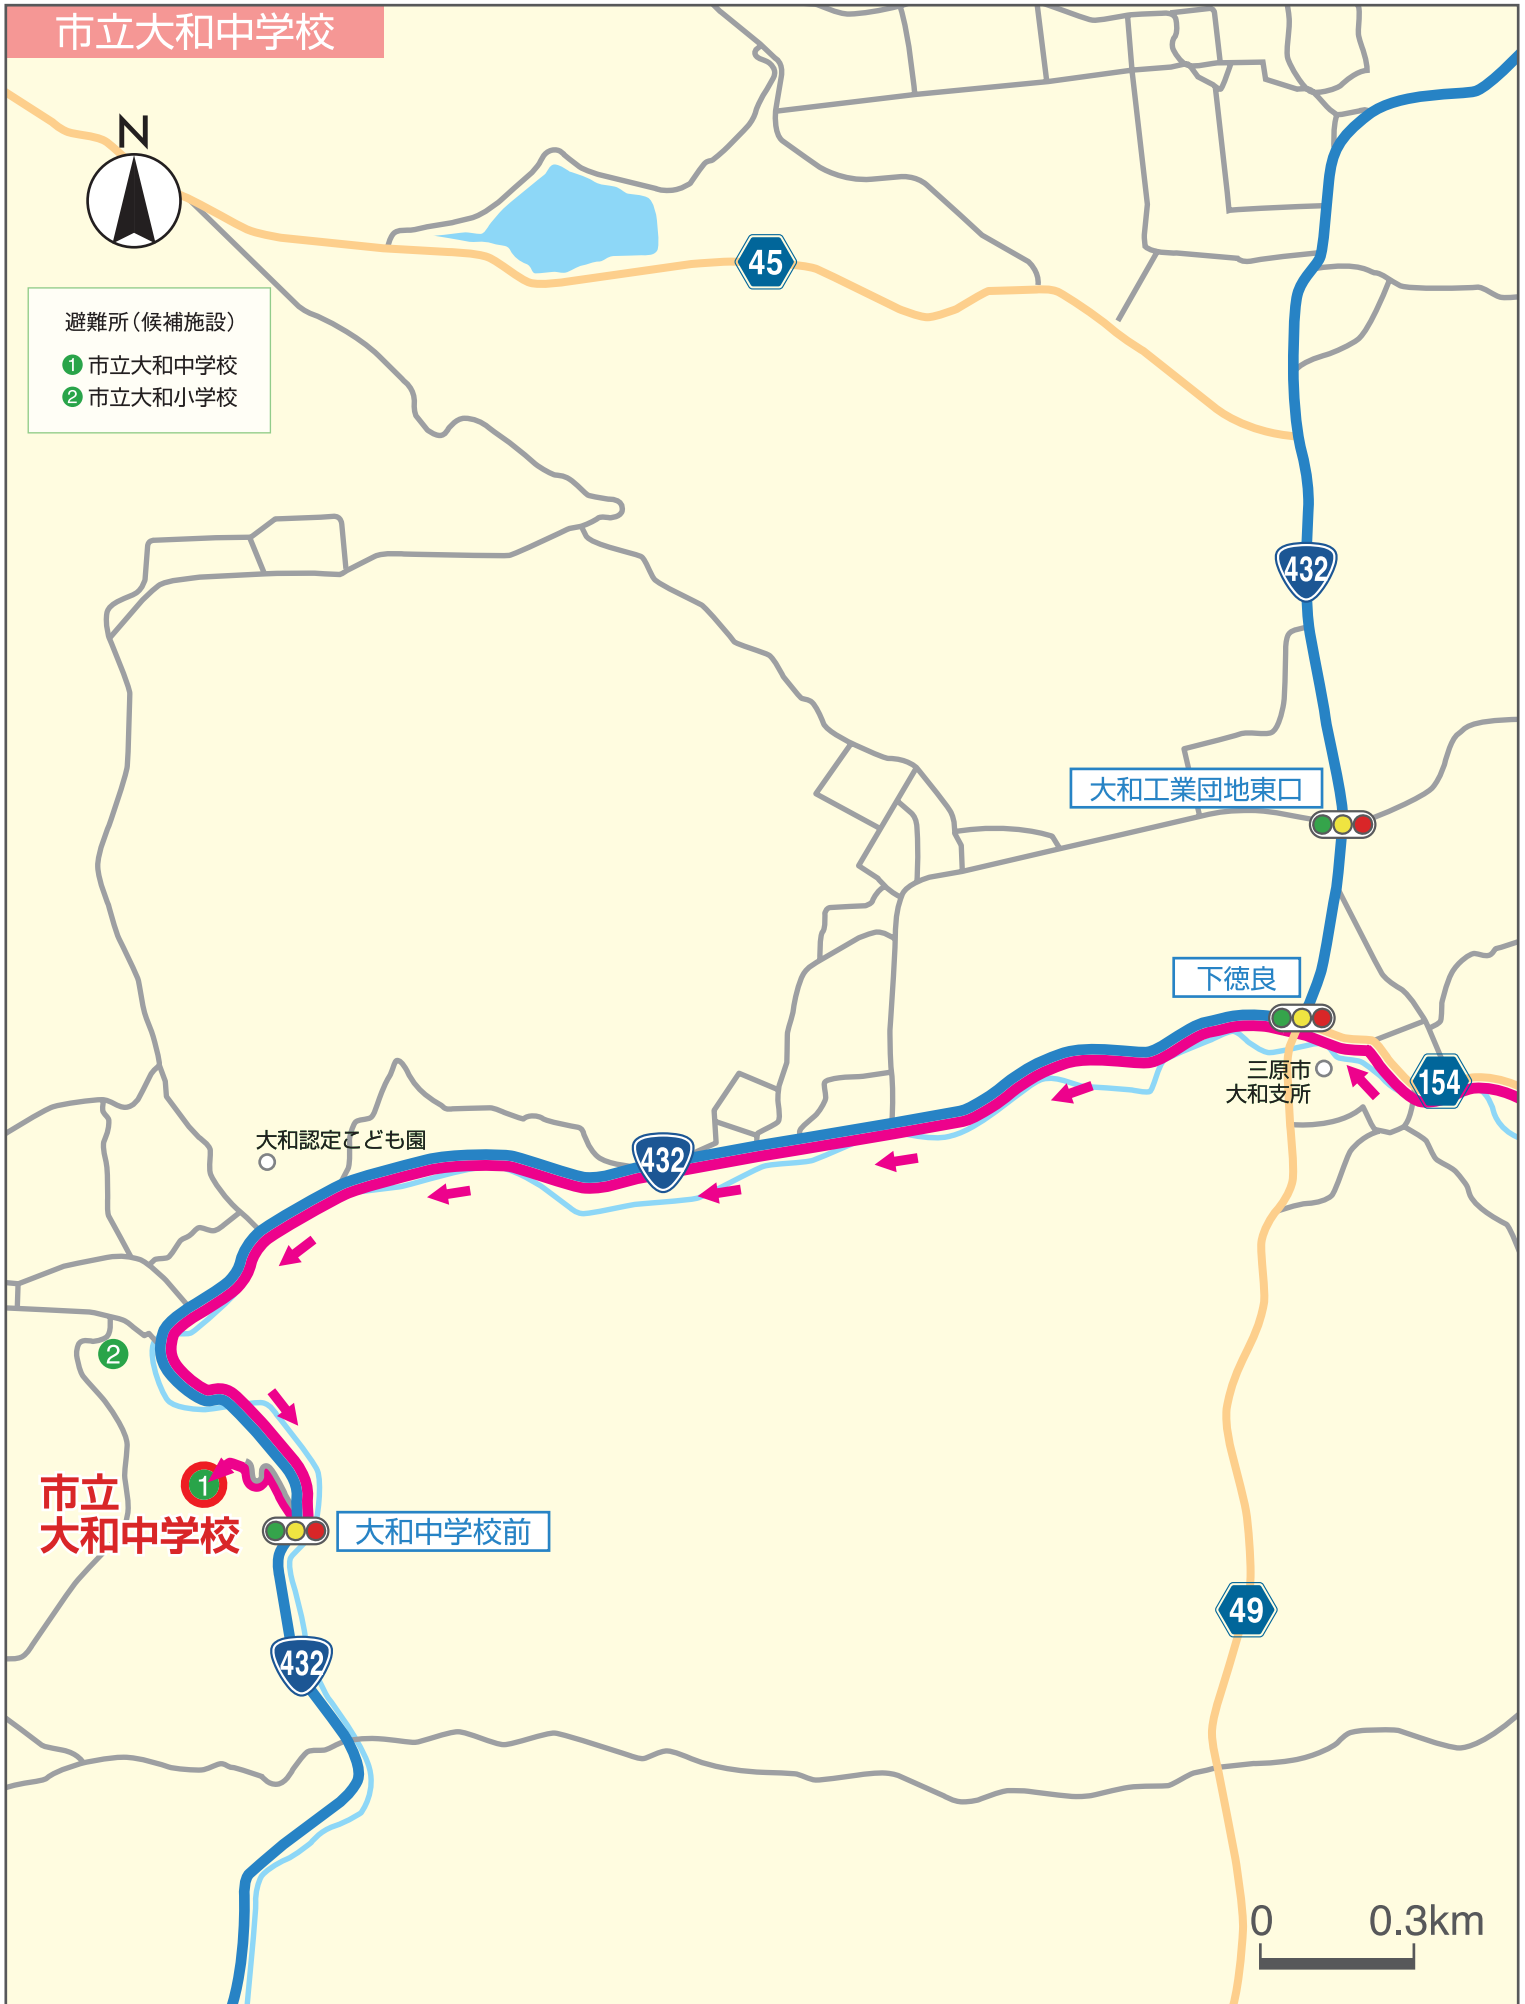 市立大和中学校
N
避難所（候補施設）
1 市立大和中学校
2 市立大和小学校
45
432
大和工業団地東口
下徳良
三原市
大和支所
154
大和認定こども園
432
2
1
市立
大和中学校
大和中学校前
49
432
0 0.3km